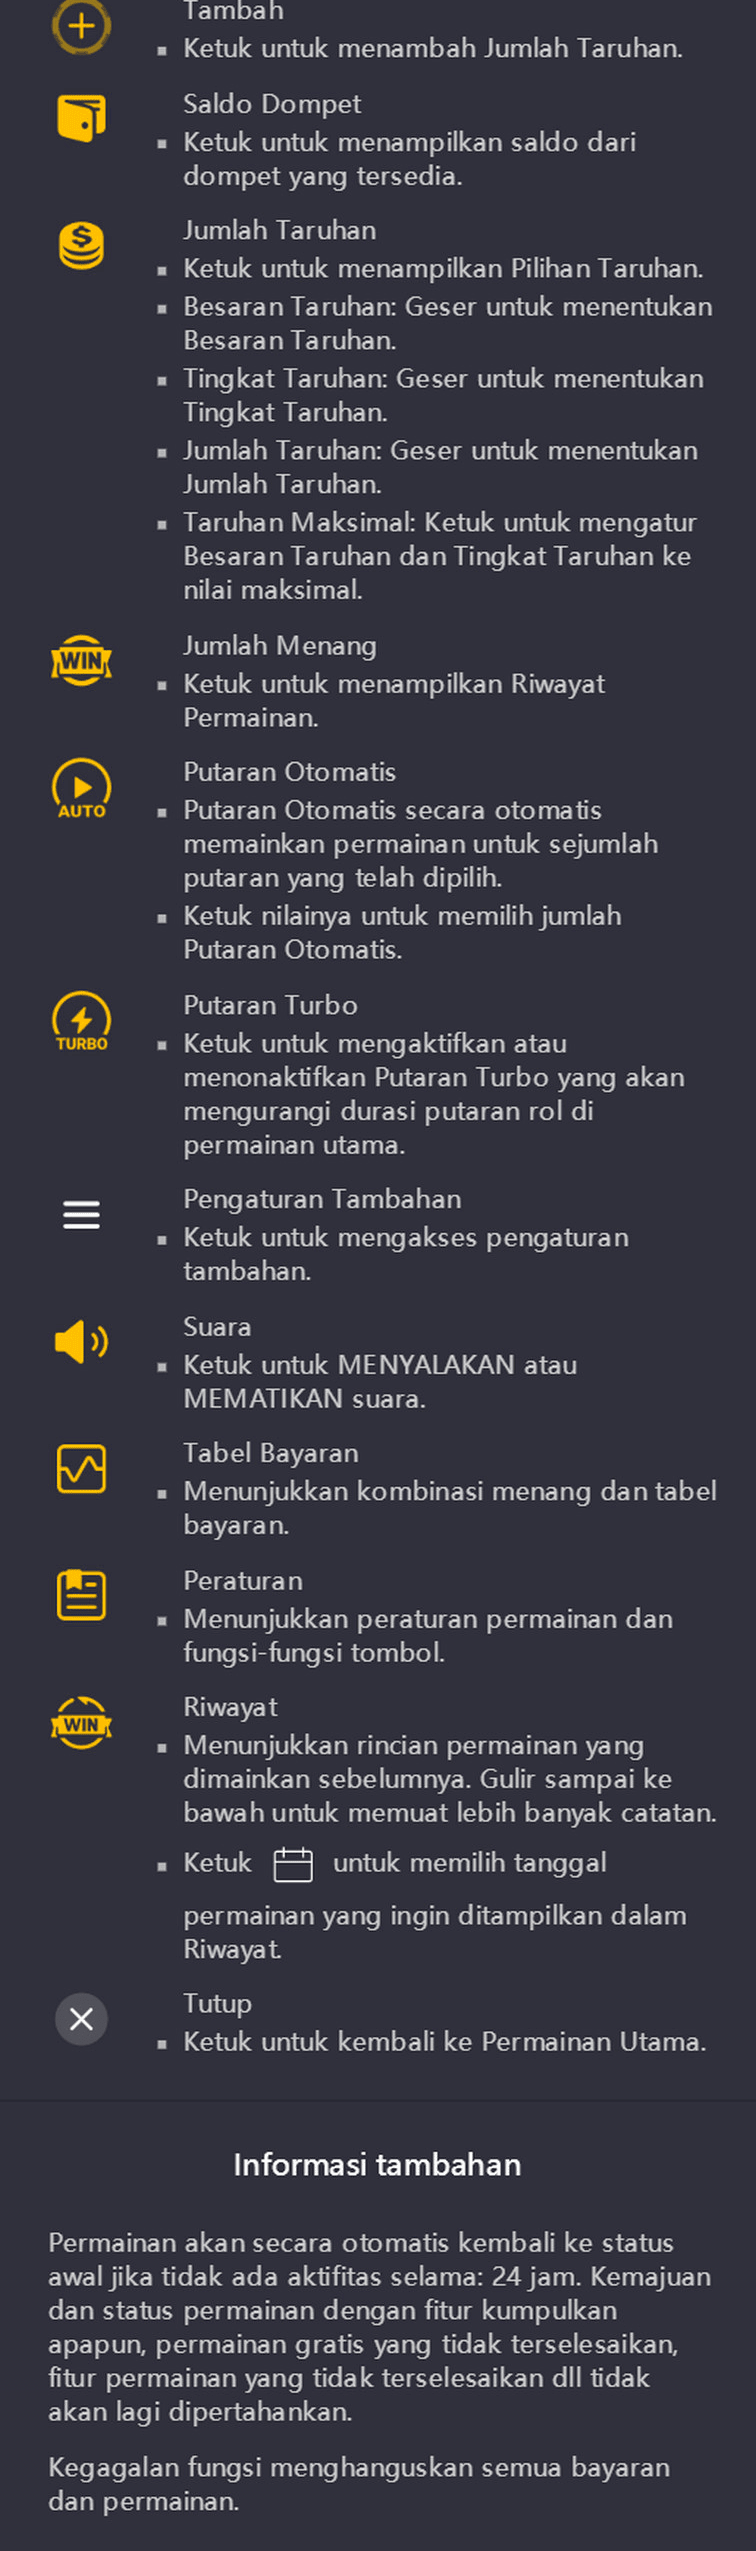 Tambah
▪ Ketuk untuk menambah Jumlah Taruhan.
Saldo Dompet
▪ Ketuk untuk menampilkan saldo dari
dompet yang tersedia.
Jumlah Taruhan
▪ Ketuk untuk menampilkan Pilihan Taruhan.
▪ Besaran Taruhan: Geser untuk menentukan
Besaran Taruhan.
▪ Tingkat Taruhan: Geser untuk menentukan
Tingkat Taruhan.
▪ Jumlah Taruhan: Geser untuk menentukan
Jumlah Taruhan.
▪ Taruhan Maksimal: Ketuk untuk mengatur
Besaran Taruhan dan Tingkat Taruhan ke
nilai maksimal.
WIN
Jumlah Menang
▪ Ketuk untuk menampilkan Riwayat
Permainan.
AUTO
Putaran Otomatis
▪ Putaran Otomatis secara otomatis
memainkan permainan untuk sejumlah
putaran yang telah dipilih.
▪ Ketuk nilainya untuk memilih jumlah
Putaran Otomatis.
TURBO
Putaran Turbo
▪ Ketuk untuk mengaktifkan atau
menonaktifkan Putaran Turbo yang akan
mengurangi durasi putaran rol di
permainan utama.
Pengaturan Tambahan
▪ Ketuk untuk mengakses pengaturan
tambahan.
Suara
▪ Ketuk untuk MENYALAKAN atau
MEMATIKAN suara.
Tabel Bayaran
▪ Menunjukkan kombinasi menang dan tabel
bayaran.
Peraturan
▪ Menunjukkan peraturan permainan dan
fungsi-fungsi tombol.
WIN
Riwayat
▪ Menunjukkan rincian permainan yang
dimainkan sebelumnya. Gulir sampai ke
bawah untuk memuat lebih banyak catatan.
▪ Ketuk untuk memilih tanggal
permainan yang ingin ditampilkan dalam
Riwayat.
Tutup
▪ Ketuk untuk kembali ke Permainan Utama.
Informasi tambahan
Permainan akan secara otomatis kembali ke status
awal jika tidak ada aktifitas selama: 24 jam. Kemajuan
dan status permainan dengan fitur kumpulkan
apapun, permainan gratis yang tidak terselesaikan,
fitur permainan yang tidak terselesaikan dll tidak
akan lagi dipertahankan.
Kegagalan fungsi menghanguskan semua bayaran
dan permainan.